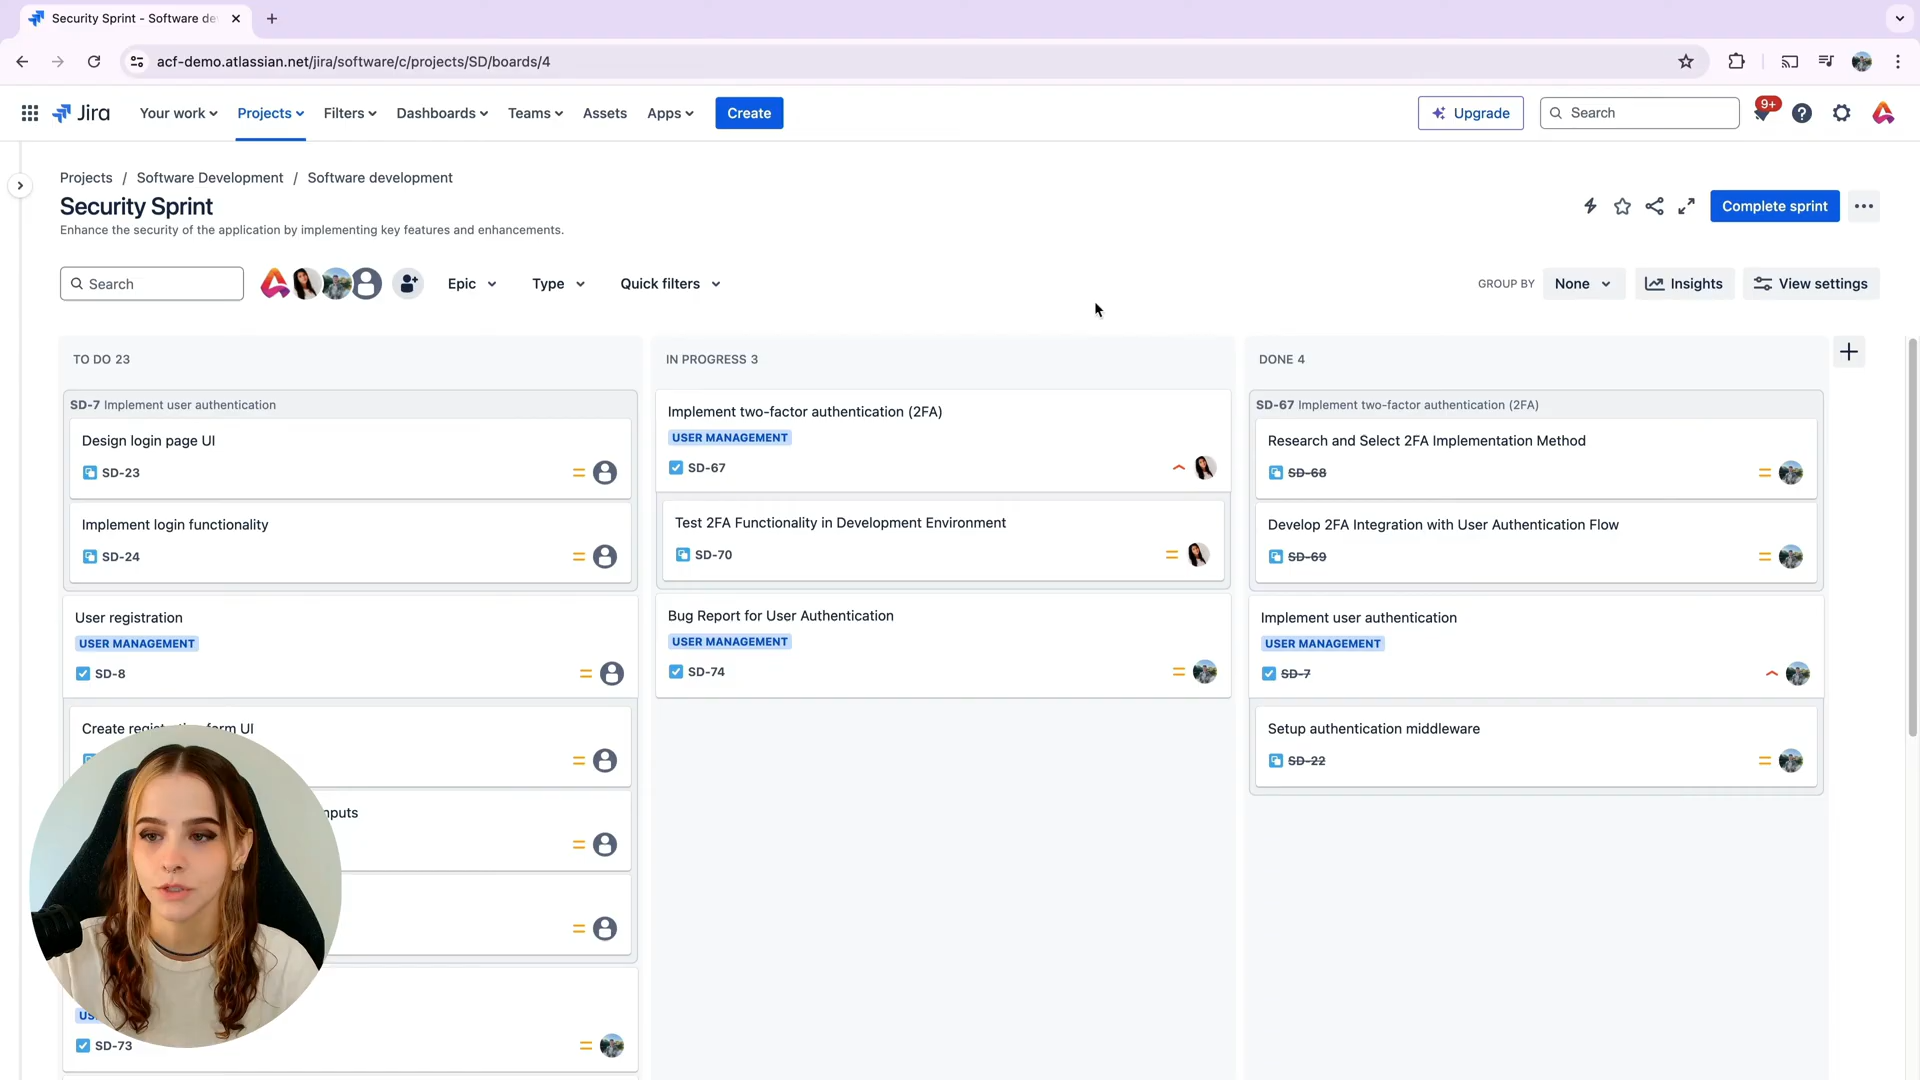 Security Sprint - Software de
acf-demo.atlassian.net/jira/software/c/projects/SD/boards/4
Jira
Your work
Projects
Filters
Dashboards
Teams
Assets
Apps
Create
Upgrade
Search
9+
Projects / Software Development / Software development
Security Sprint
Enhance the security of the application by implementing key features and enhancements.
Complete sprint
Search
Epic
Type
Quick filters
GROUP BY
None
Insights
View settings
TO DO 23
SD-7 Implement user authentication
Design login page UI
SD-23
Implement login functionality
SD-24
User registration
USER MANAGEMENT
SD-8
Create
UI
SD-73
IN PROGRESS 3
Implement two-factor authentication (2FA)
USER MANAGEMENT
SD-67
Test 2FA Functionality in Development Environment
SD-70
Bug Report for User Authentication
USER MANAGEMENT
SD-74
DONE 4
SD-67 Implement two-factor authentication (2FA)
Research and Select 2FA Implementation Method
SD-68
Develop 2FA Integration with User Authentication Flow
SD-69
Implement user authentication
USER MANAGEMENT
SD-7
Setup authentication middleware
SD-22